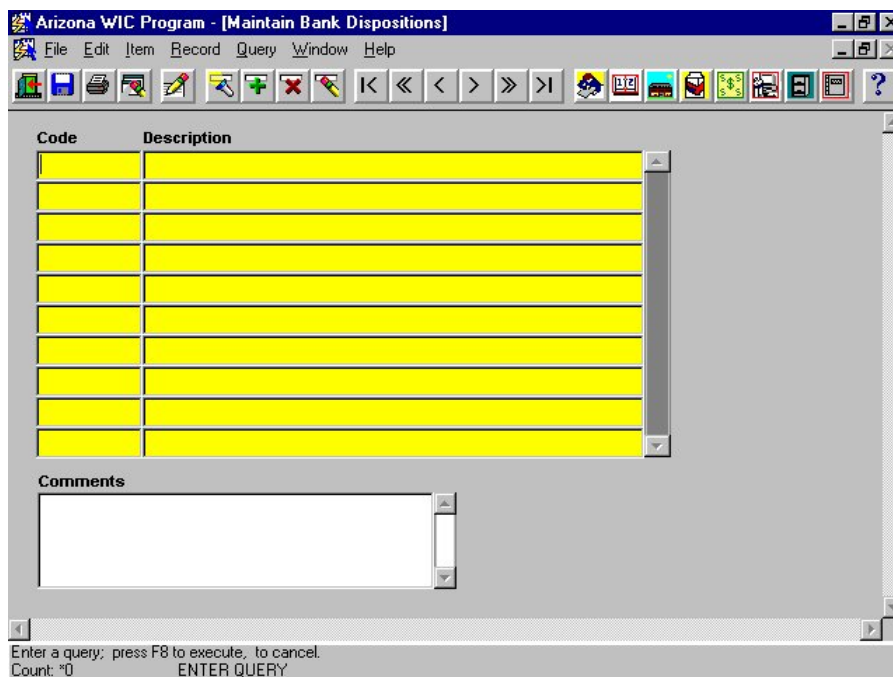 Arizona WIC Program - [Maintain Bank Dispositions]
File Edit Item Record Query Window Help
Code Description
Comments
Enter a query; press F8 to execute, to cancel.
Count: *0 ENTER QUERY